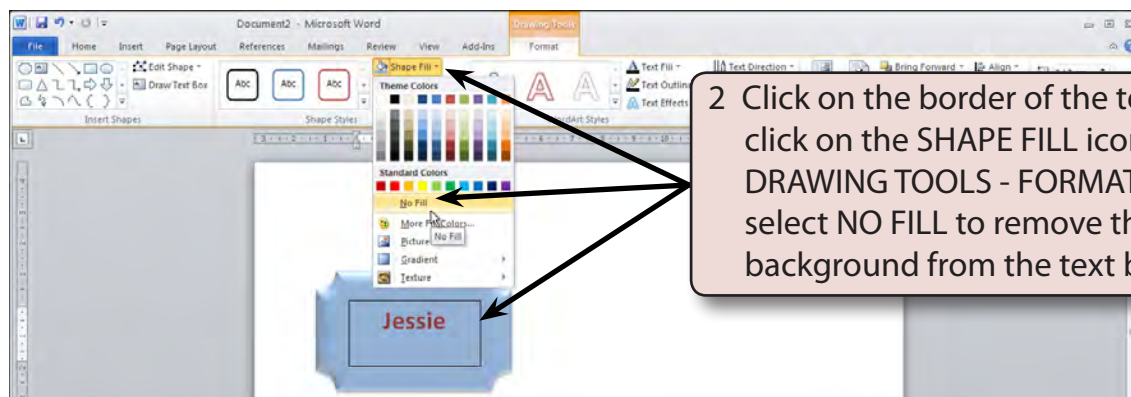 Document2 - Microsoft Word
Drawing Tools
File Home Insert Page Layout References Mailings Review View Add-Ins Format
Edit Shape
Draw Text Box
Insert Shapes
Abc Abc Abc
Shape Styles
Shape Fill
Theme Colors
Standard Colors
No Fill
More Fill Colors...
No Fill
Picture
Gradient
Texture
A A
WordArt Styles
Text Fill
Text Outline
Text Effects
Text Direction
Bring Forward
Align
2 Click on the border of the
click on the SHAPE FILL
DRAWING TOOLS - FORMAT
select NO FILL to remove
background from the text
Jessie